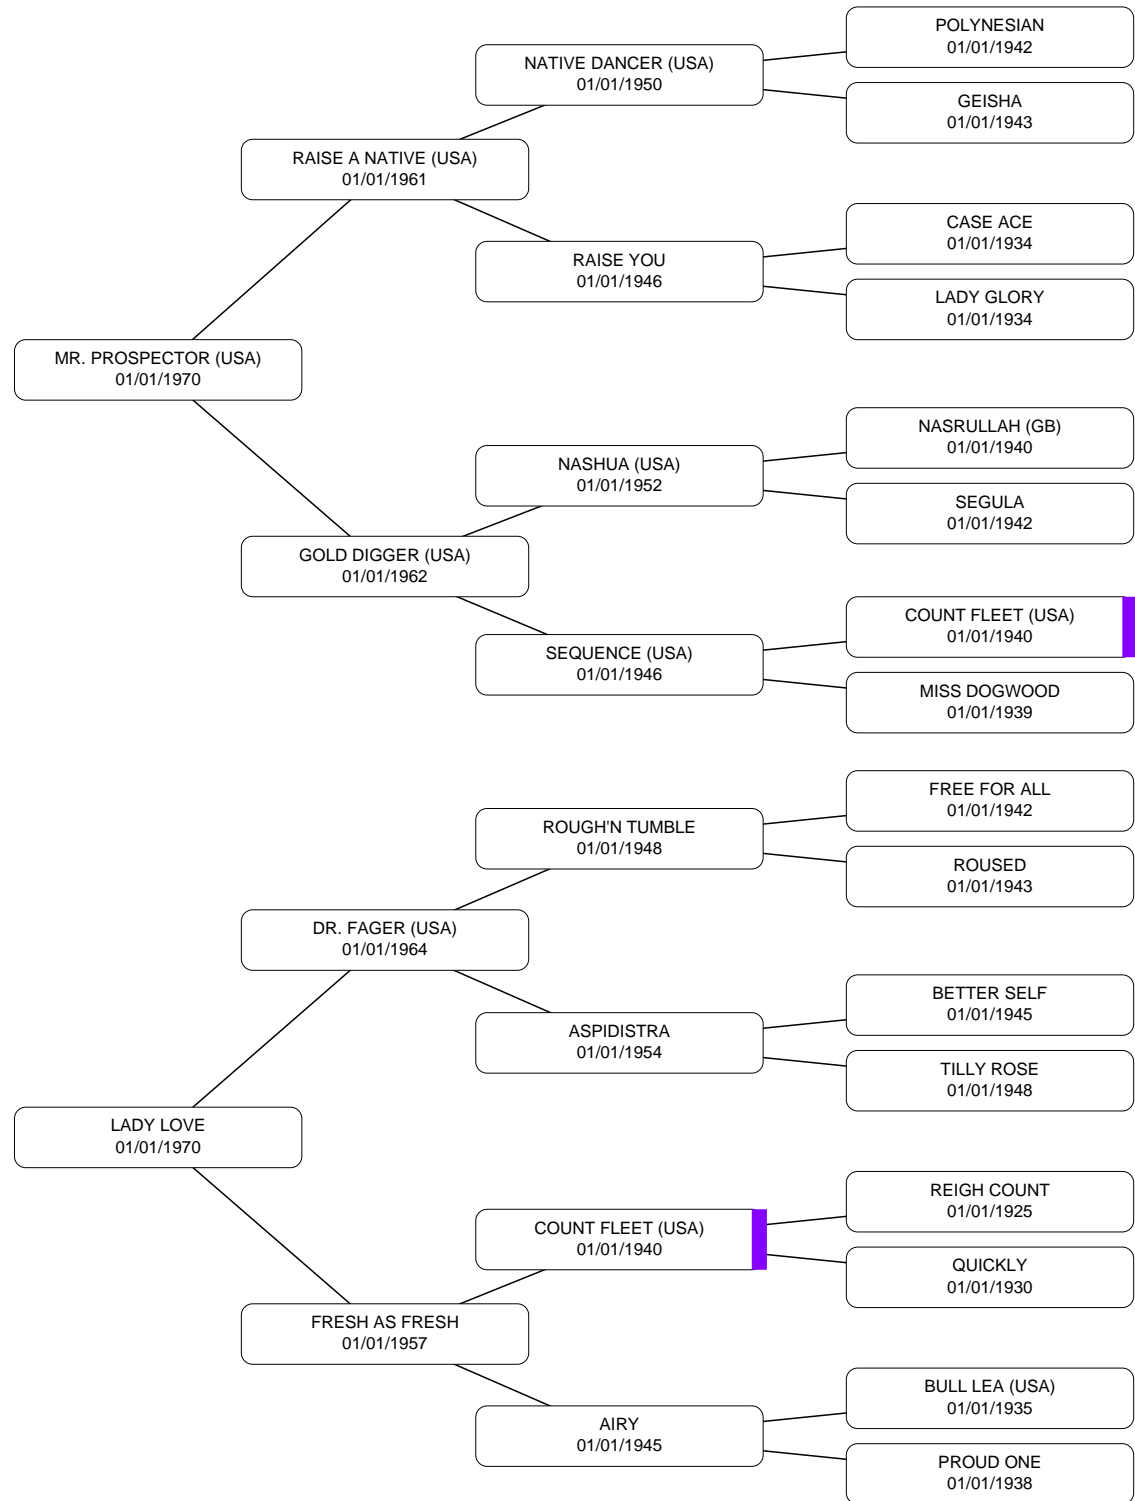 POLYNESIAN
01/01/1942
NATIVE DANCER (USA)
01/01/1950
GEISHA
01/01/1943
RAISE A NATIVE (USA)
01/01/1961
CASE ACE
01/01/1934
RAISE YOU
01/01/1946
LADY GLORY
01/01/1934
MR. PROSPECTOR (USA)
01/01/1970
NASRULLAH (GB)
01/01/1940
NASHUA (USA)
01/01/1952
SEGULA
01/01/1942
GOLD DIGGER (USA)
01/01/1962
COUNT FLEET (USA)
01/01/1940
SEQUENCE (USA)
01/01/1946
MISS DOGWOOD
01/01/1939
FREE FOR ALL
01/01/1942
ROUGH'N TUMBLE
01/01/1948
ROUSED
01/01/1943
DR. FAGER (USA)
01/01/1964
BETTER SELF
01/01/1945
ASPIDISTRA
01/01/1954
TILLY ROSE
01/01/1948
LADY LOVE
01/01/1970
REIGH COUNT
01/01/1925
COUNT FLEET (USA)
01/01/1940
QUICKLY
01/01/1930
FRESH AS FRESH
01/01/1957
BULL LEA (USA)
01/01/1935
AIRY
01/01/1945
PROUD ONE
01/01/1938